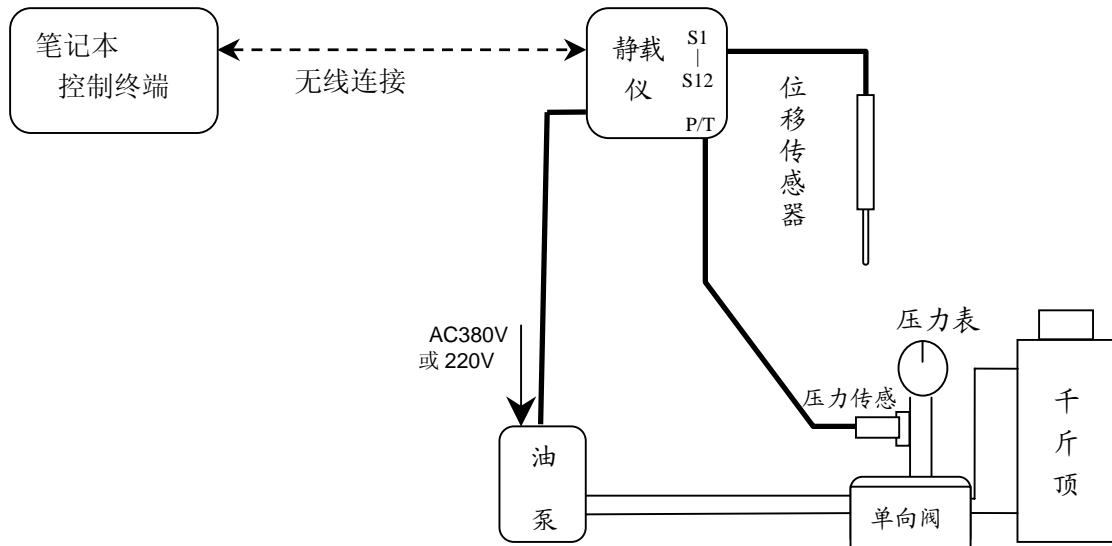 笔记本
控制终端
无线连接
静载
仪
S1
|
S12
P/T
位移传感器
AC380V
或 220V
压力表
压力传感
千斤顶
油
泵
单向阀